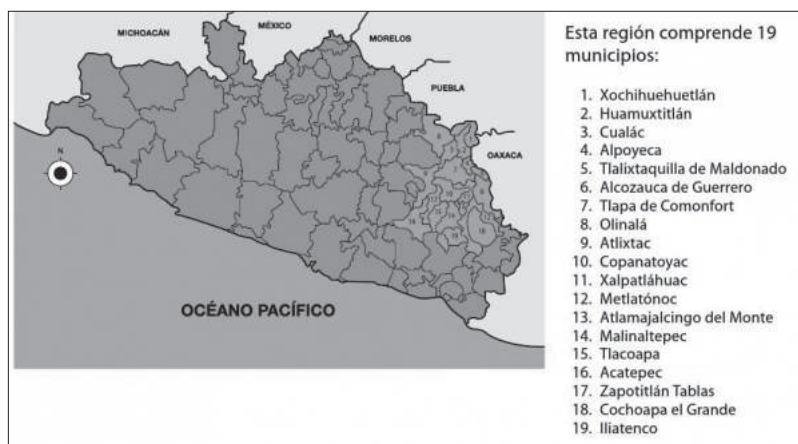 MICHOACÁN
MÉXICO
MORELOS
PUEBLA
OAXACA
N
OCÉANO PACÍFICO
Esta región comprende 19
municipios:
1. Xochihuehuetlán
2. Huamuxtitlán
3. Cualác
4. Alpoyeca
5. Tlalixtaquilla de Maldonado
6. Alcozauca de Guerrero
7. Tlapa de Comonfort
8. Olinalá
9. Atlixtac
10. Copanatoyac
11. Xalpatláhuac
12. Metlatónoc
13. Atlamajalcingo del Monte
14. Malinaltepec
15. Tlacoapa
16. Acatepec
17. Zapotitlán Tablas
18. Cochoapa el Grande
19. Iliatenco